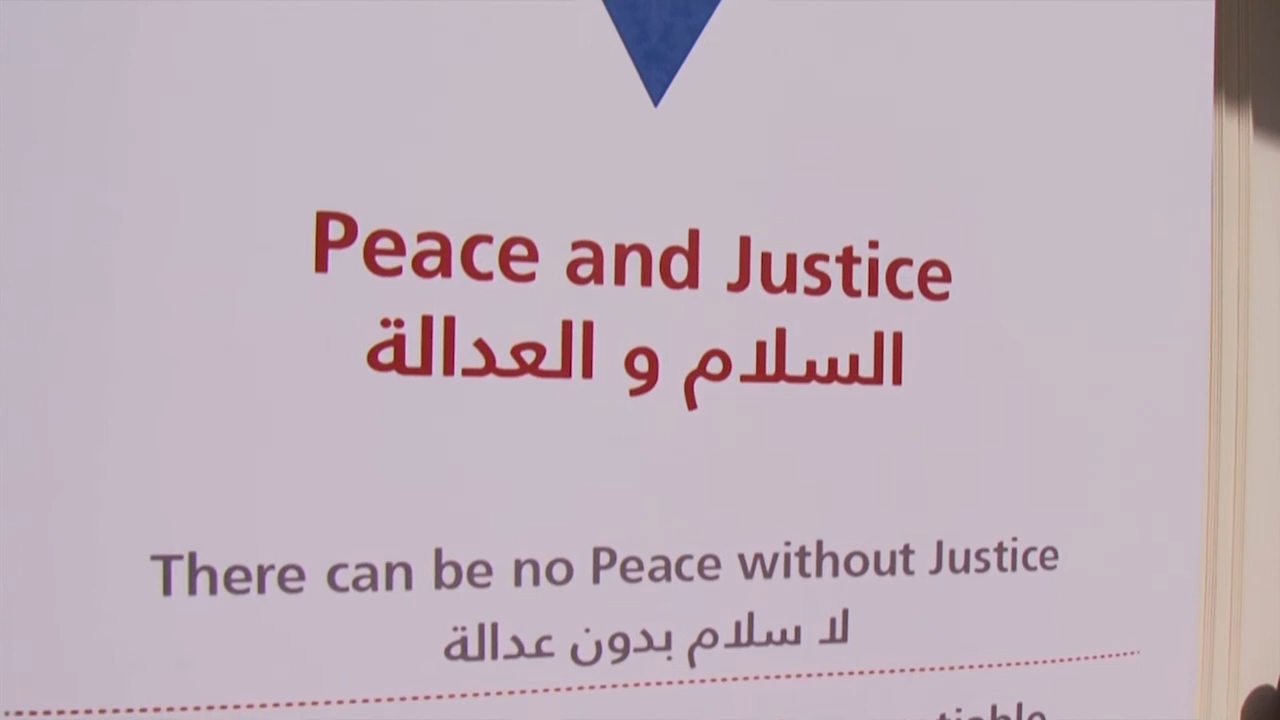 Peace and Justice
السلام و العدالة
There can be no Peace without Justice
لا سلام بدون عدالة